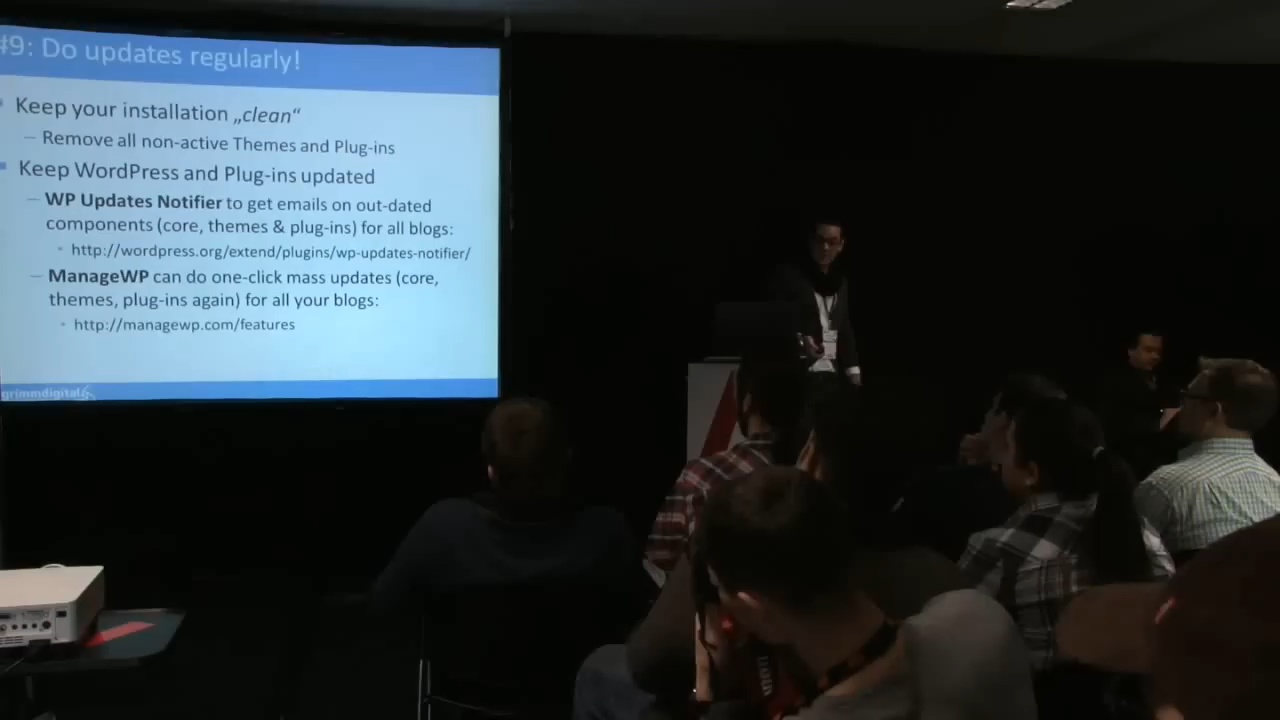 #9: Do updates regularly!
Keep your installation „clean“
– Remove all non-active Themes and Plug-ins
Keep WordPress and Plug-ins updated
– WP Updates Notifier to get emails on out-dated
components (core, themes & plug-ins) for all blogs:
http://wordpress.org/extend/plugins/wp-updates-notifier/
– ManageWP can do one-click mass updates (core,
themes, plug-ins again) for all your blogs:
http://managewp.com/features
grimmdigital